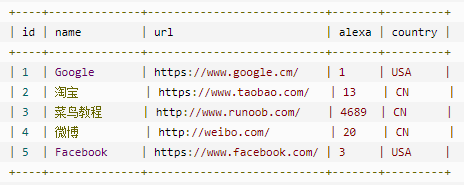 +----+--------------+---------------------------+-------+---------+
| id | name | url | alexa | country |
+----+--------------+---------------------------+-------+---------+
| 1 | Google | https://www.google.cm/ | 1 | USA |
| 2 | 淘宝 | https://www.taobao.com/ | 13 | CN |
| 3 | 菜鸟教程 | http://www.runoob.com/ | 4689 | CN |
| 4 | 微博 | http://weibo.com/ | 20 | CN |
| 5 | Facebook | https://www.facebook.com/ | 3 | USA |
+----+--------------+---------------------------+-------+---------+